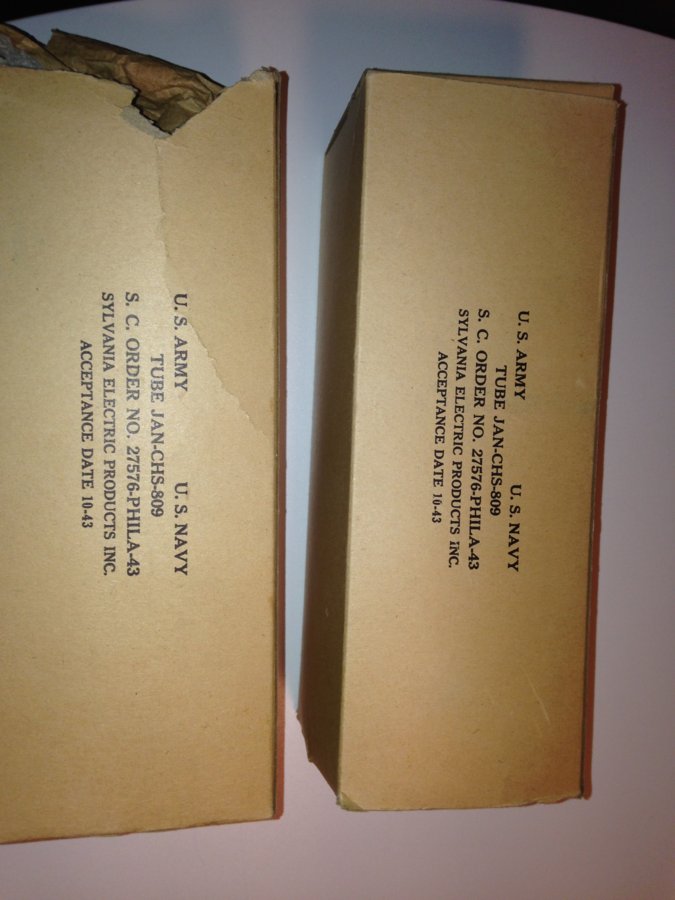 U. S. ARMY U. S. NAVY
TUBE JAN-CHS-809
S. C. ORDER NO. 27576-PHILA-43
SYLVANIA ELECTRIC PRODUCTS INC.
ACCEPTANCE DATE 10-43
U. S. ARMY U. S. NAVY
TUBE JAN-CHS-809
S. C. ORDER NO. 27576-PHILA-43
SYLVANIA ELECTRIC PRODUCTS INC.
ACCEPTANCE DATE 10-43